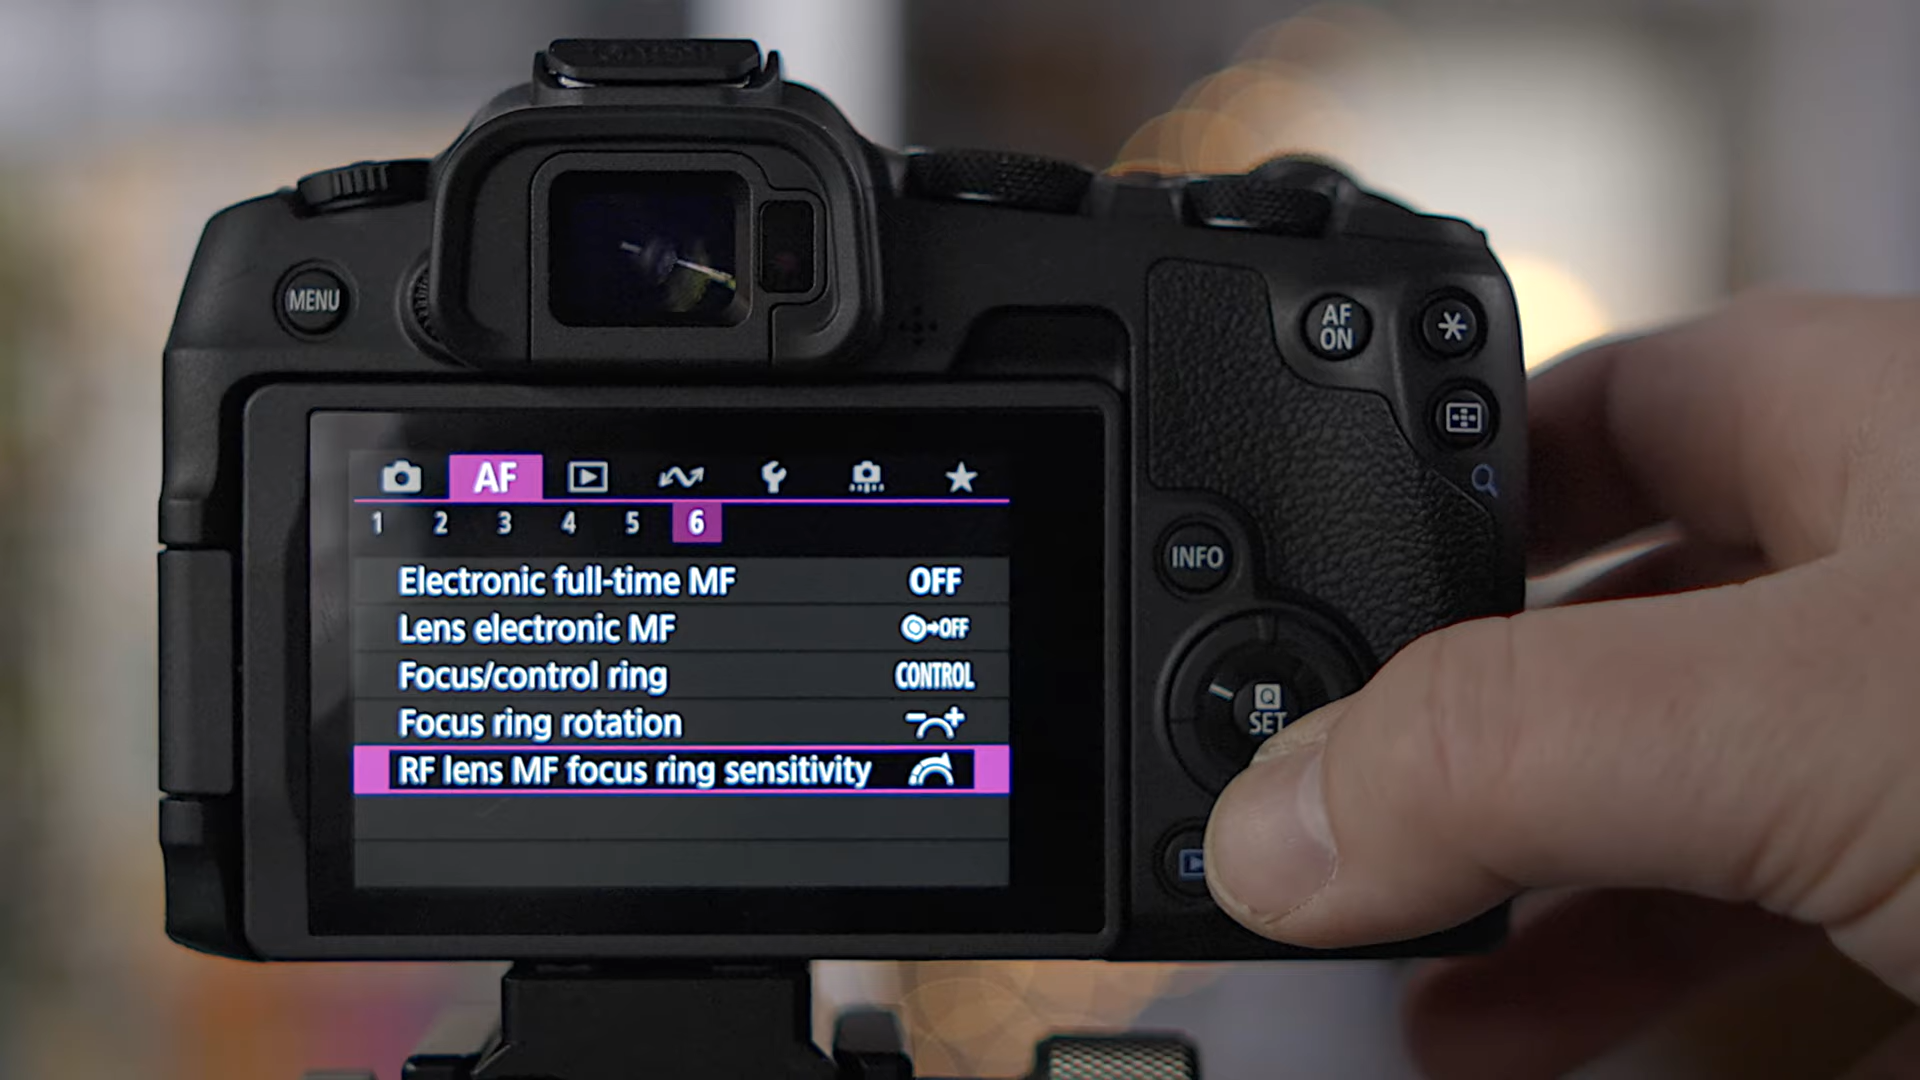 MENU
AF
ON
AF
1 2 3 4 5 6
Electronic full-time MF OFF
Lens electronic MF OFF
Focus/control ring CONTROL
Focus ring rotation
RF lens MF focus ring sensitivity
INFO
Q
SET